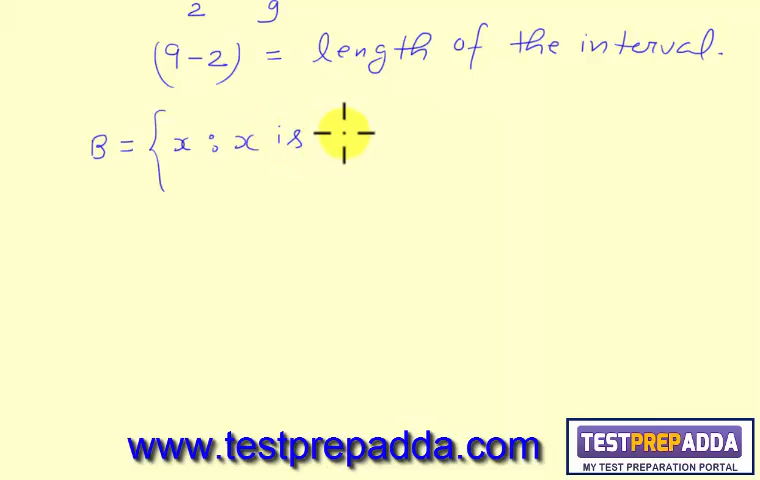 2 9
(9-2) = length of the interval.
B = { x : x is
www.testprepadda.com
TESTPREPADDA
MY TEST PREPARATION PORTAL